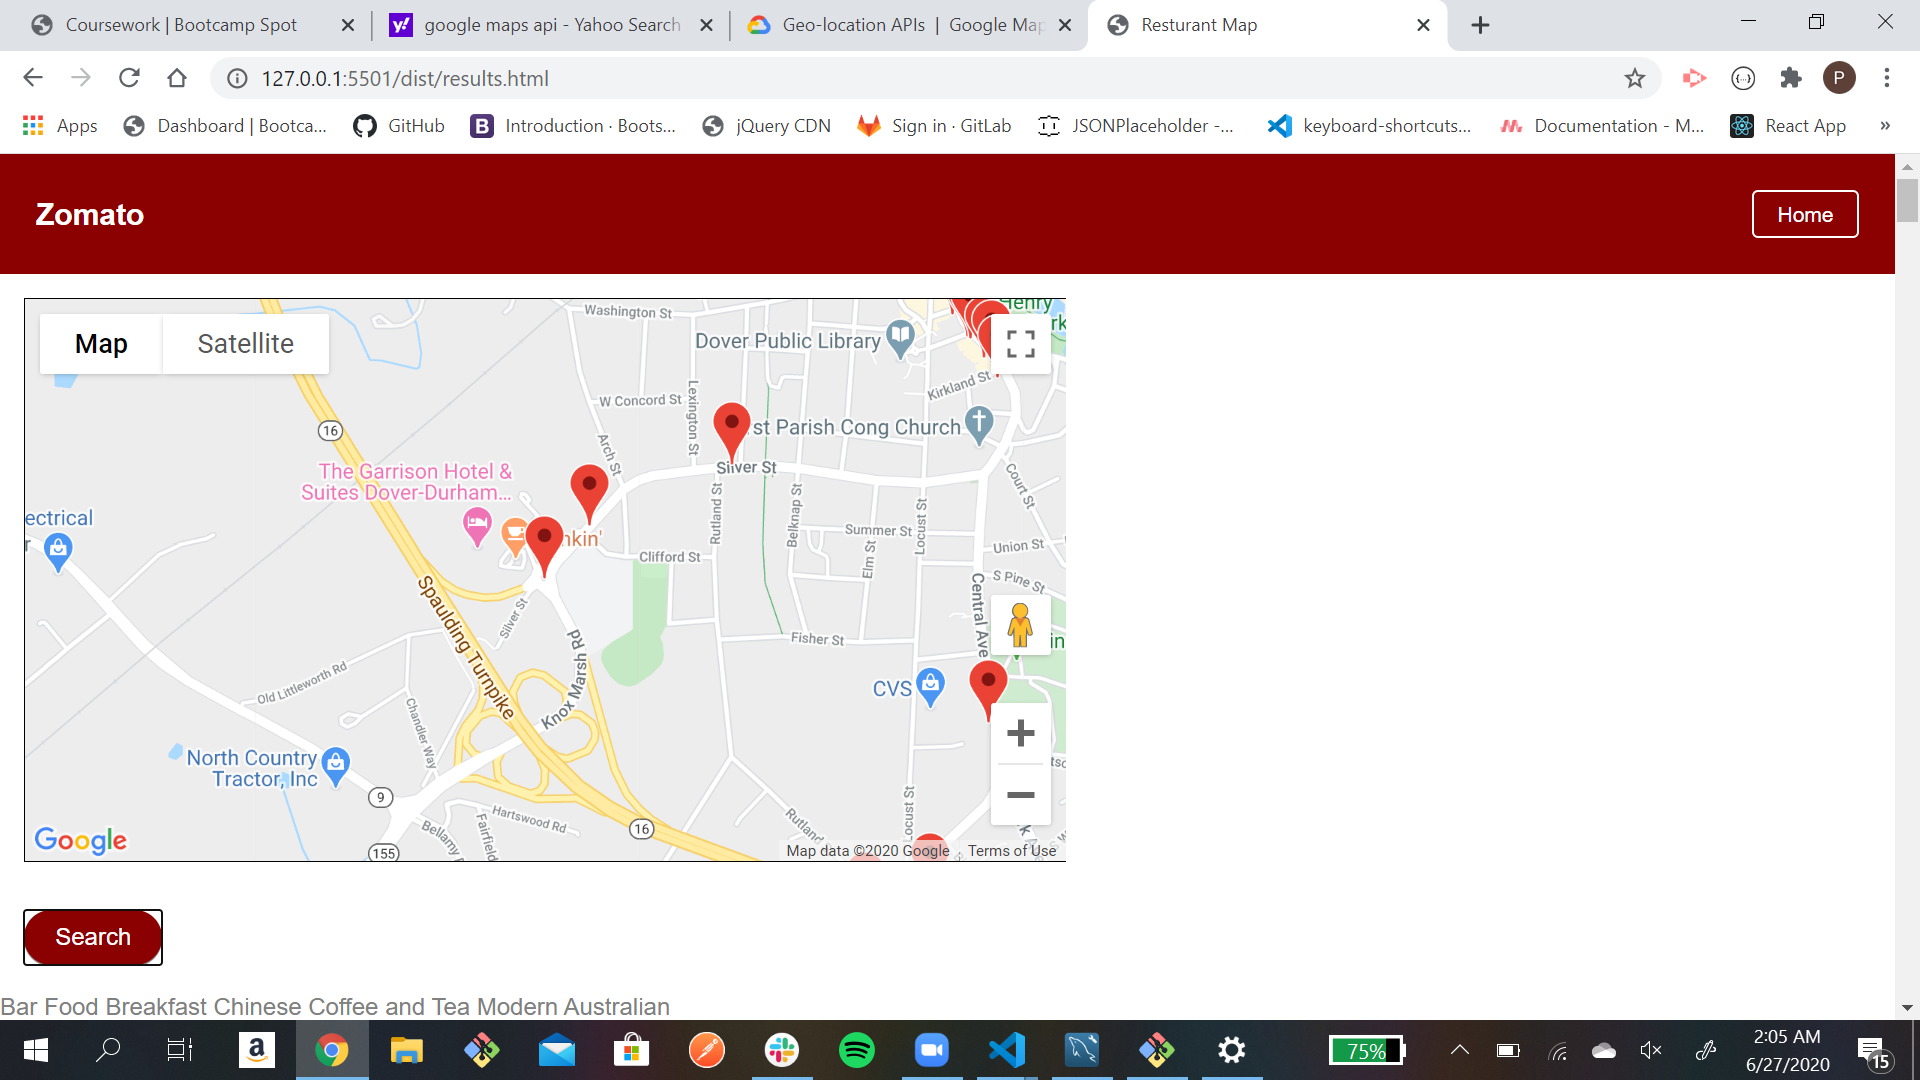 Coursework | Bootcamp Spot
google maps api - Yahoo Search
Geo-location APIs | Google Map
Resturant Map
127.0.0.1:5501/dist/results.html
P
Apps
Dashboard | Bootca...
GitHub
B
Introduction · Boots...
jQuery CDN
Sign in · GitLab
JSONPlaceholder -...
keyboard-shortcuts...
Documentation - M...
React App
»
Zomato
Home
Map
Satellite
Washington St
Henry
Dover Public Library
Kirkland St
Lexington St
W Concord St
16
Arch St
st Parish Cong Church
Silver St
The Garrison Hotel &
Suites Dover-Durham...
Court St
Rutland St
Belknap St
Locust St
ectrical
nkin'
Summer St
Elm St
Clifford St
Union St
S Pine St
Central Ave
Spaulding Turnpike
Silver St
Fisher St
in
Knox Marsh Rd
Old Littleworth Rd
CVS
Chandler Way
North Country
Tractor, Inc
9
Locust St
Hartswood Rd
Fairfield
Bellamy
16
155
Google
Map data ©2020 Google
Terms of Use
Search
Bar Food Breakfast Chinese Coffee and Tea Modern Australian
75%
2:05 AM
6/27/2020
15